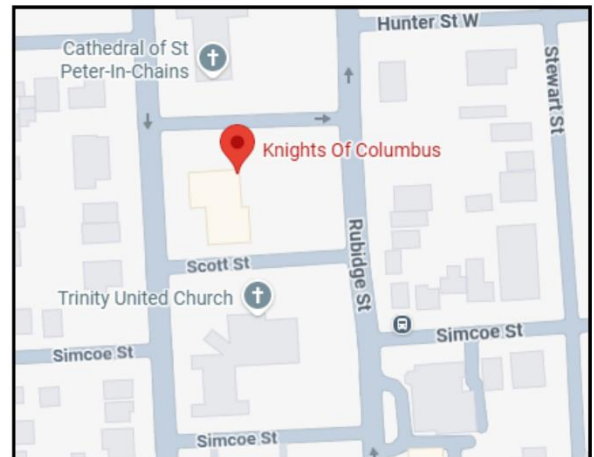 Hunter St W
Cathedral of St
Peter-In-Chains
Stewart St
Knights Of Columbus
Rubidge St
Scott St
Trinity United Church
Simcoe St
Simcoe St
Simcoe St